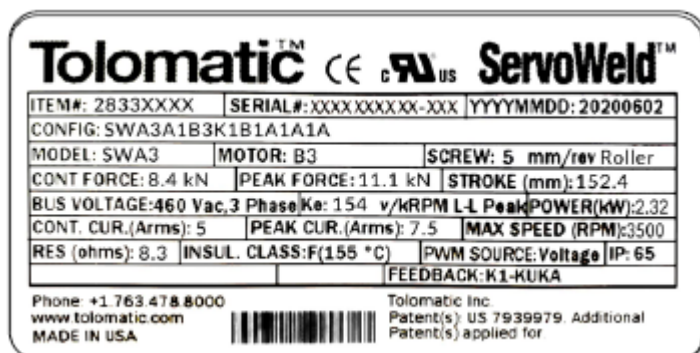 Tolomatic™ CE c RU us ServoWeld™
ITEM#: 2833XXXX SERIAL#:XXXXXXXXXX-XXX YYYYMMDD: 20200602
CONFIG: SWA3A1B3K1B1A1A1A
MODEL: SWA3 MOTOR: B3 SCREW: 5 mm/rev Roller
CONT FORCE: 8.4 kN PEAK FORCE: 11.1 kN STROKE (mm): 152.4
BUS VOLTAGE: 460 Vac,3 Phase Ke: 154 v/kRPM L-L Peak POWER(kW): 2.32
CONT. CUR.(Arms): 5 PEAK CUR.(Arms): 7.5 MAX SPEED (RPM): 3500
RES (ohms): 8.3 INSUL. CLASS: F(155 °C) PWM SOURCE: Voltage IP: 65
FEEDBACK: K1-KUKA
Phone: +1.763.478.8000
www.tolomatic.com
MADE IN USA
Tolomatic Inc.
Patent(s): US 7939979. Additional
Patent(s) applied for